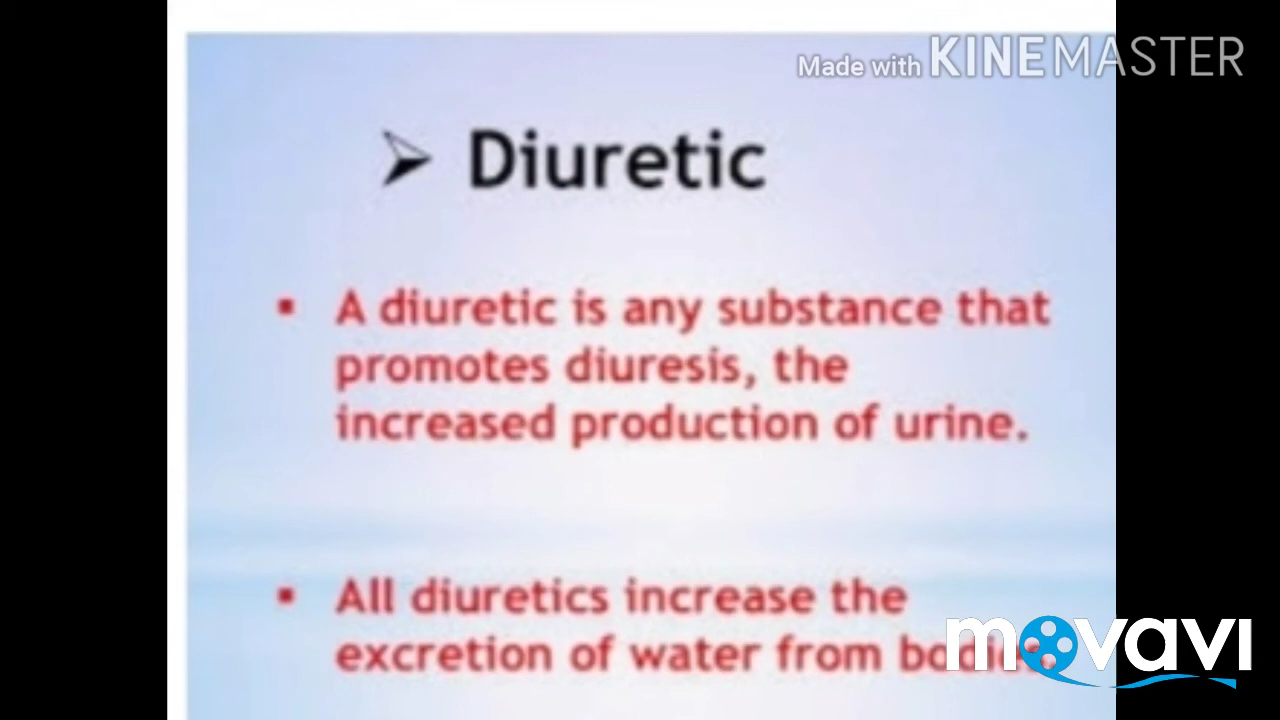 Made with KINEMASTER
➢ Diuretic
▪ A diuretic is any substance that
promotes diuresis, the
increased production of urine.
▪ All diuretics increase the
excretion of water from
movavi